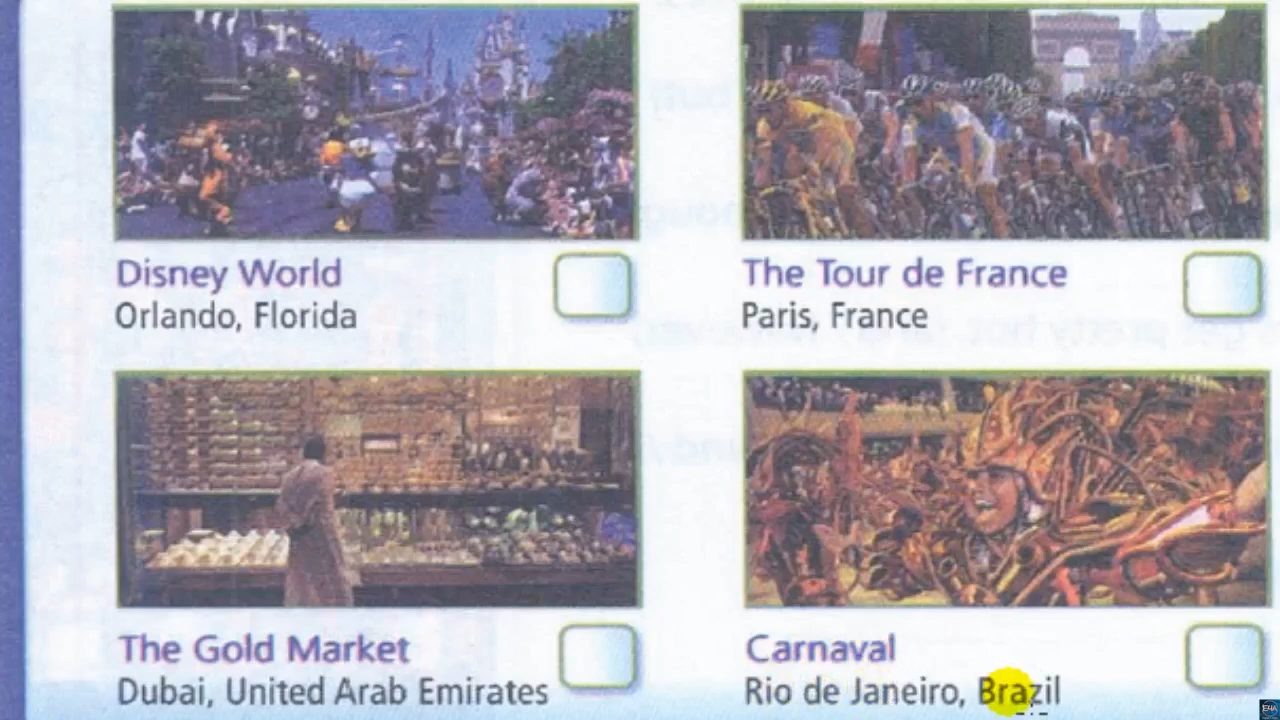 Disney World
Orlando, Florida
The Tour de France
Paris, France
The Gold Market
Dubai, United Arab Emirates
Carnaval
Rio de Janeiro, Brazil